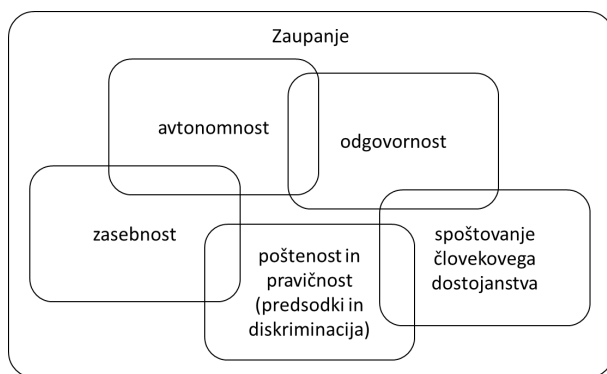 Zaupanje
avtonomnost
odgovornost
zasebnost
poštenost in
pravičnost
(predsodki in
diskriminacija)
spoštovanje
človekovega
dostojanstva